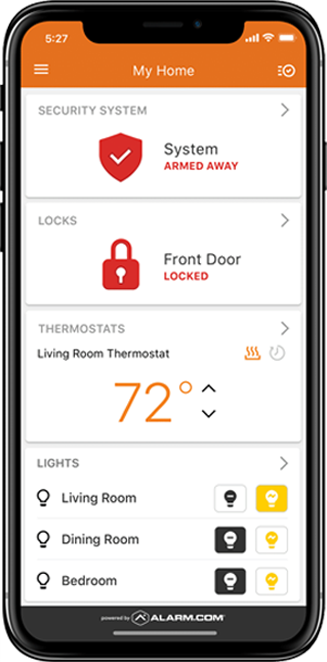 5:27
My Home
SECURITY SYSTEM
System
ARMED AWAY
LOCKS
Front Door
LOCKED
THERMOSTATS
Living Room Thermostat
72°
LIGHTS
Living Room
Dining Room
Bedroom
powered by ALARM.COM